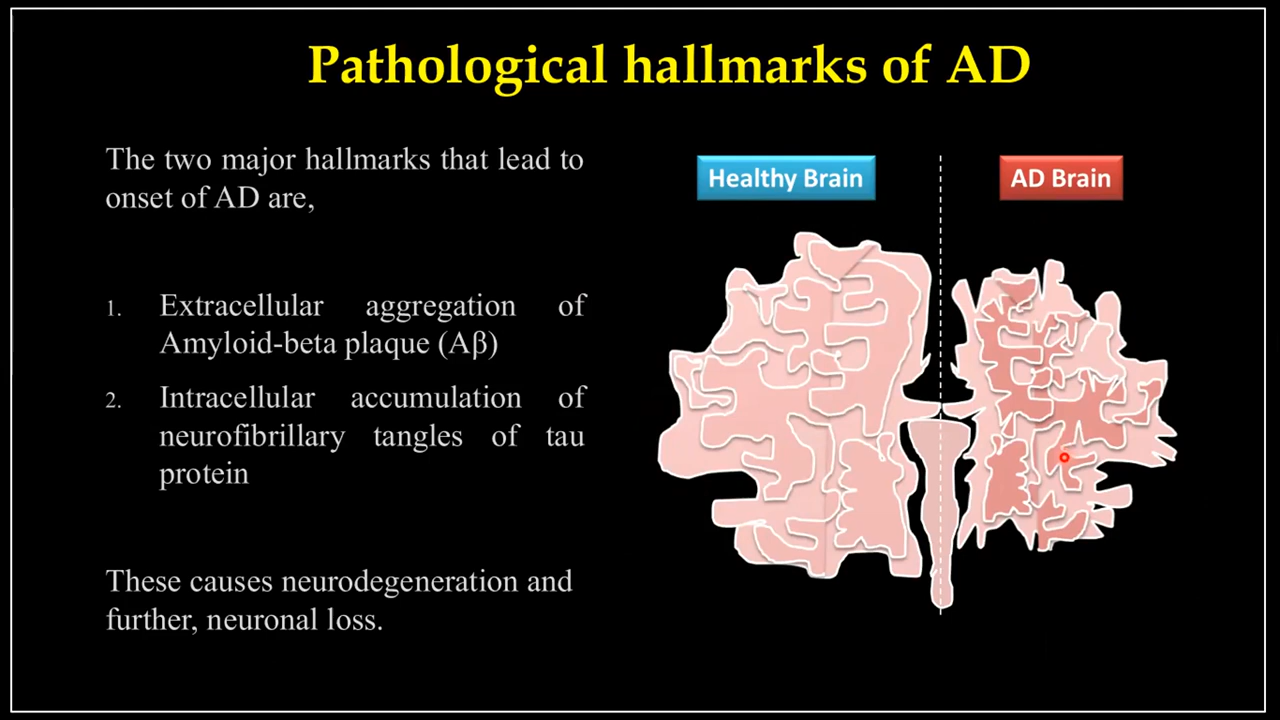 Pathological hallmarks of AD
The two major hallmarks that lead to
onset of AD are,
1. Extracellular aggregation of
Amyloid-beta plaque (Aβ)
2. Intracellular accumulation of
neurofibrillary tangles of tau
protein
These causes neurodegeneration and
further, neuronal loss.
Healthy Brain
AD Brain